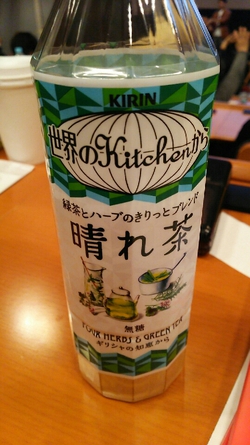 KIRIN
世界のKitchenから
緑茶とハーブのきりっとブレンド
晴れ茶
無糖
FOUR HERBS & GREEN TEA
ギリシャの知恵から